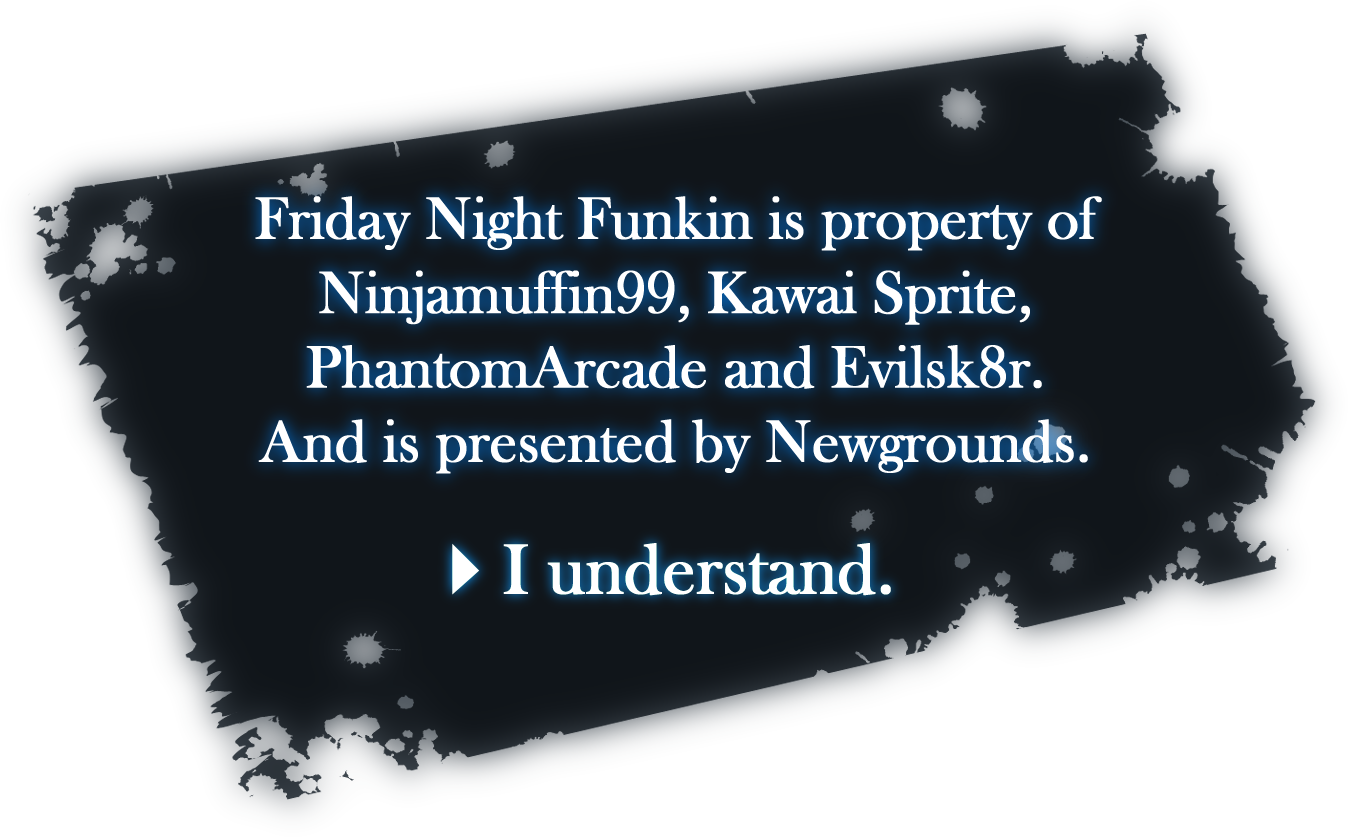 Friday Night Funkin is property of
Ninjamuffin99, Kawai Sprite,
PhantomArcade and Evilsk8r.
And is presented by Newgrounds.
I understand.